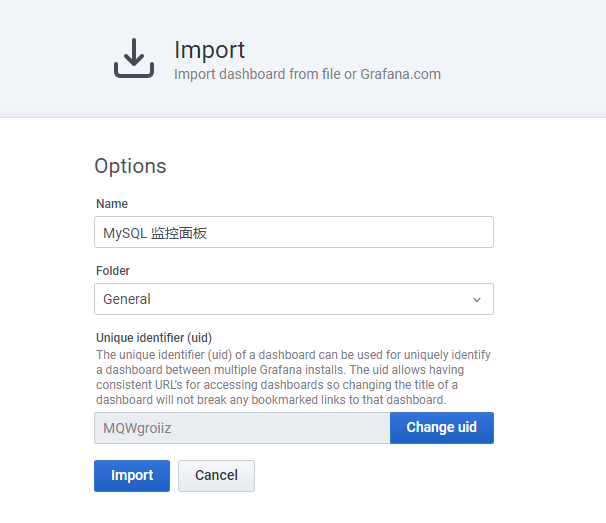 Import
Import dashboard from file or Grafana.com
Options
Name
MySQL 监控面板
Folder
General
Unique identifier (uid)
The unique identifier (uid) of a dashboard can be used for uniquely identify
a dashboard between multiple Grafana installs. The uid allows having
consistent URL's for accessing dashboards so changing the title of a
dashboard will not break any bookmarked links to that dashboard.
MQWgroiiz
Change uid
Import
Cancel